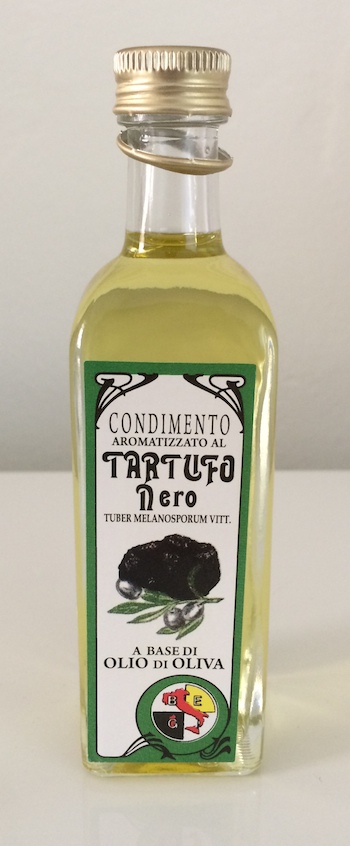 CONDIMENTO
AROMATIZZATO AL
TARTUFO
Nero
TUBER MELANOSPORUM VITT.
A BASE DI
OLIO DI OLIVA
B E
G